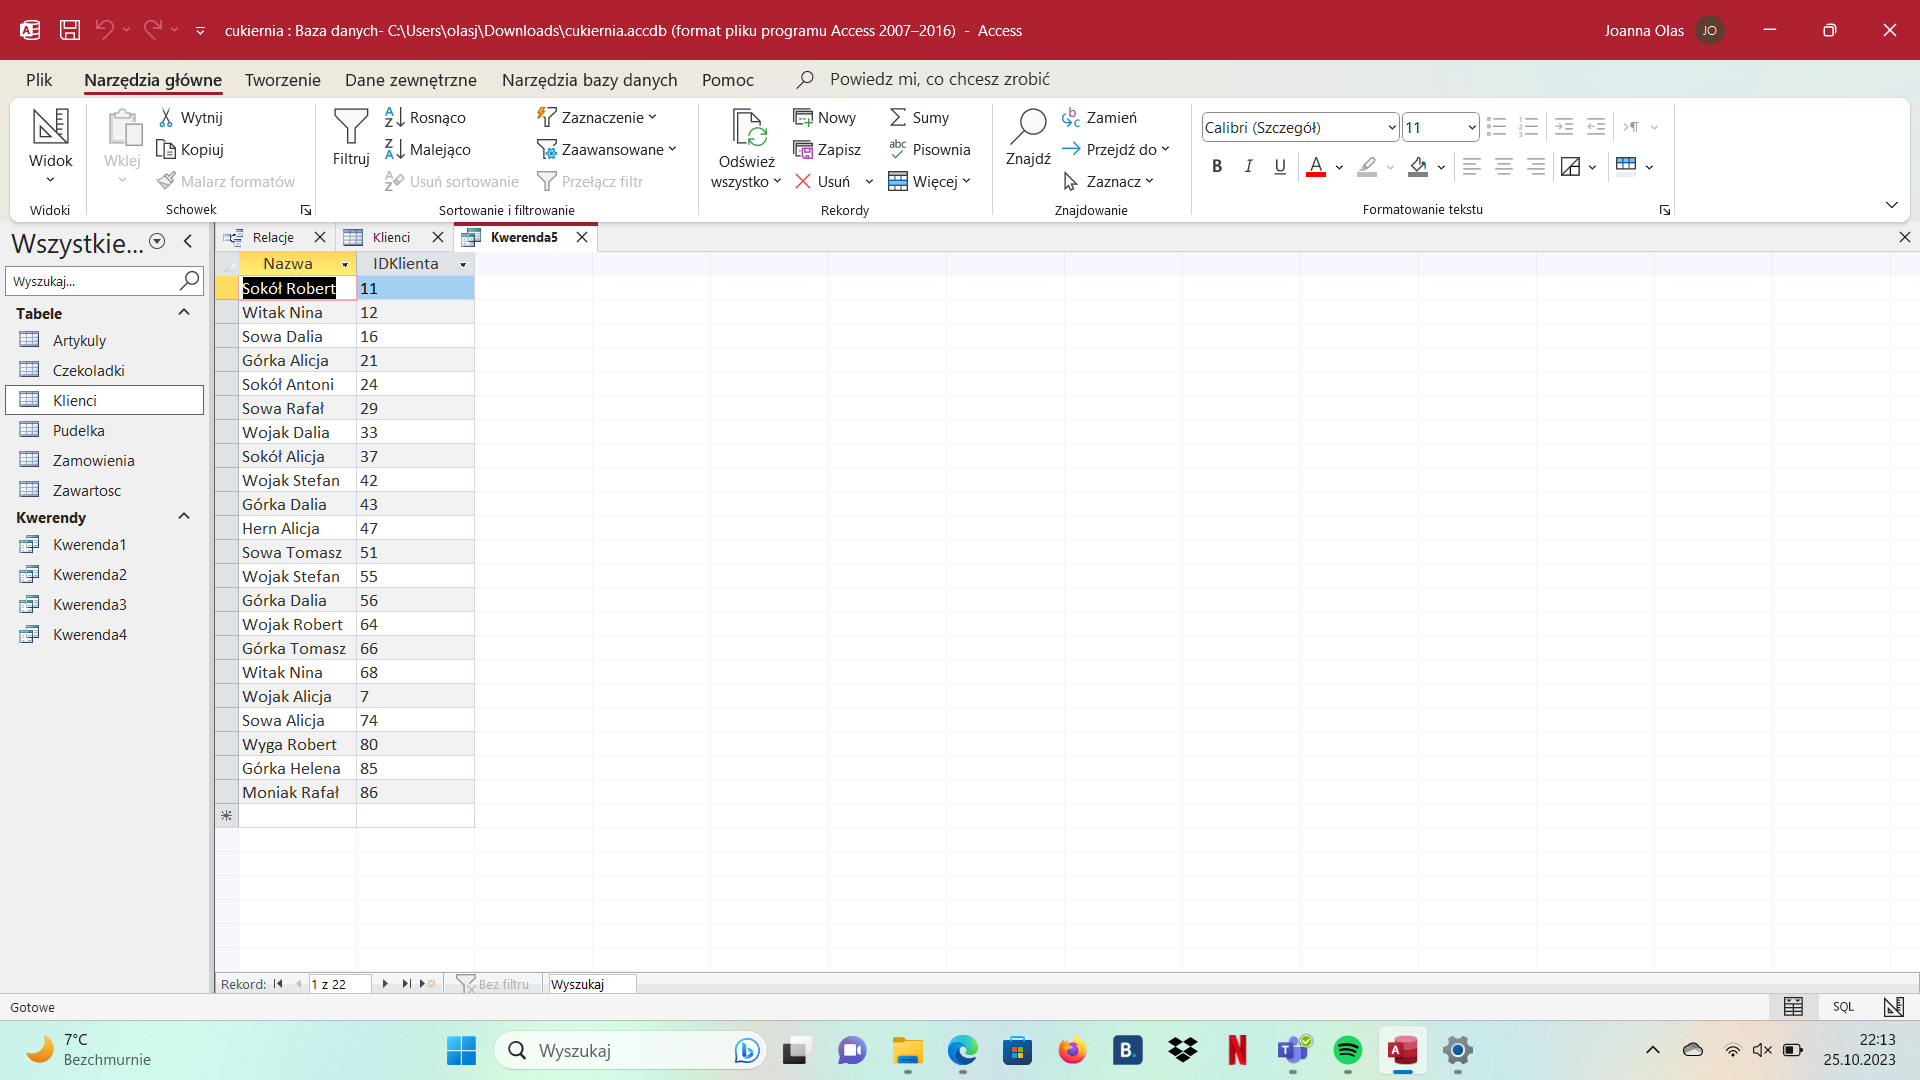 cukiernia : Baza danych- C:\Users\olasj\Downloads\cukiernia.accdb (format pliku programu Access 2007–2016)  -  Access
Joanna Olas JO
Plik Narzędzia główne Tworzenie Dane zewnętrzne Narzędzia bazy danych Pomoc Powiedz mi, co chcesz zrobić
Widok
Widoki
Wklej
Wytnij
Kopiuj
Malarz formatów
Schowek
Filtruj
Rosnąco
Malejąco
Usuń sortowanie
Zaznaczenie
Zaawansowane
Przełącz filtr
Sortowanie i filtrowanie
Odśwież
wszystko
Nowy
Zapisz
Usuń
Sumy
Pisownia
Więcej
Rekordy
Znajdź
Zamień
Przejdź do
Zaznacz
Znajdowanie
Calibri (Szczegół) 11
B I U A
Formatowanie tekstu
Wszystkie...
Wyszukaj...
Tabele
Artykuly
Czekoladki
Klienci
Pudelka
Zamowienia
Zawartosc
Kwerendy
Kwerenda1
Kwerenda2
Kwerenda3
Kwerenda4
Relacje Klienci Kwerenda5
Nazwa IDKlienta
Sokół Robert 11
Witak Nina 12
Sowa Dalia 16
Górka Alicja 21
Sokół Antoni 24
Sowa Rafał 29
Wojak Dalia 33
Sokół Alicja 37
Wojak Stefan 42
Górka Dalia 43
Hern Alicja 47
Sowa Tomasz 51
Wojak Stefan 55
Górka Dalia 56
Wojak Robert 64
Górka Tomasz 66
Witak Nina 68
Wojak Alicja 7
Sowa Alicja 74
Wyga Robert 80
Górka Helena 85
Moniak Rafał 86
Rekord: 1 z 22 Bez filtru Wyszukaj
Gotowe SQL
7°C
Bezchmurnie
Wyszukaj
22:13
25.10.2023